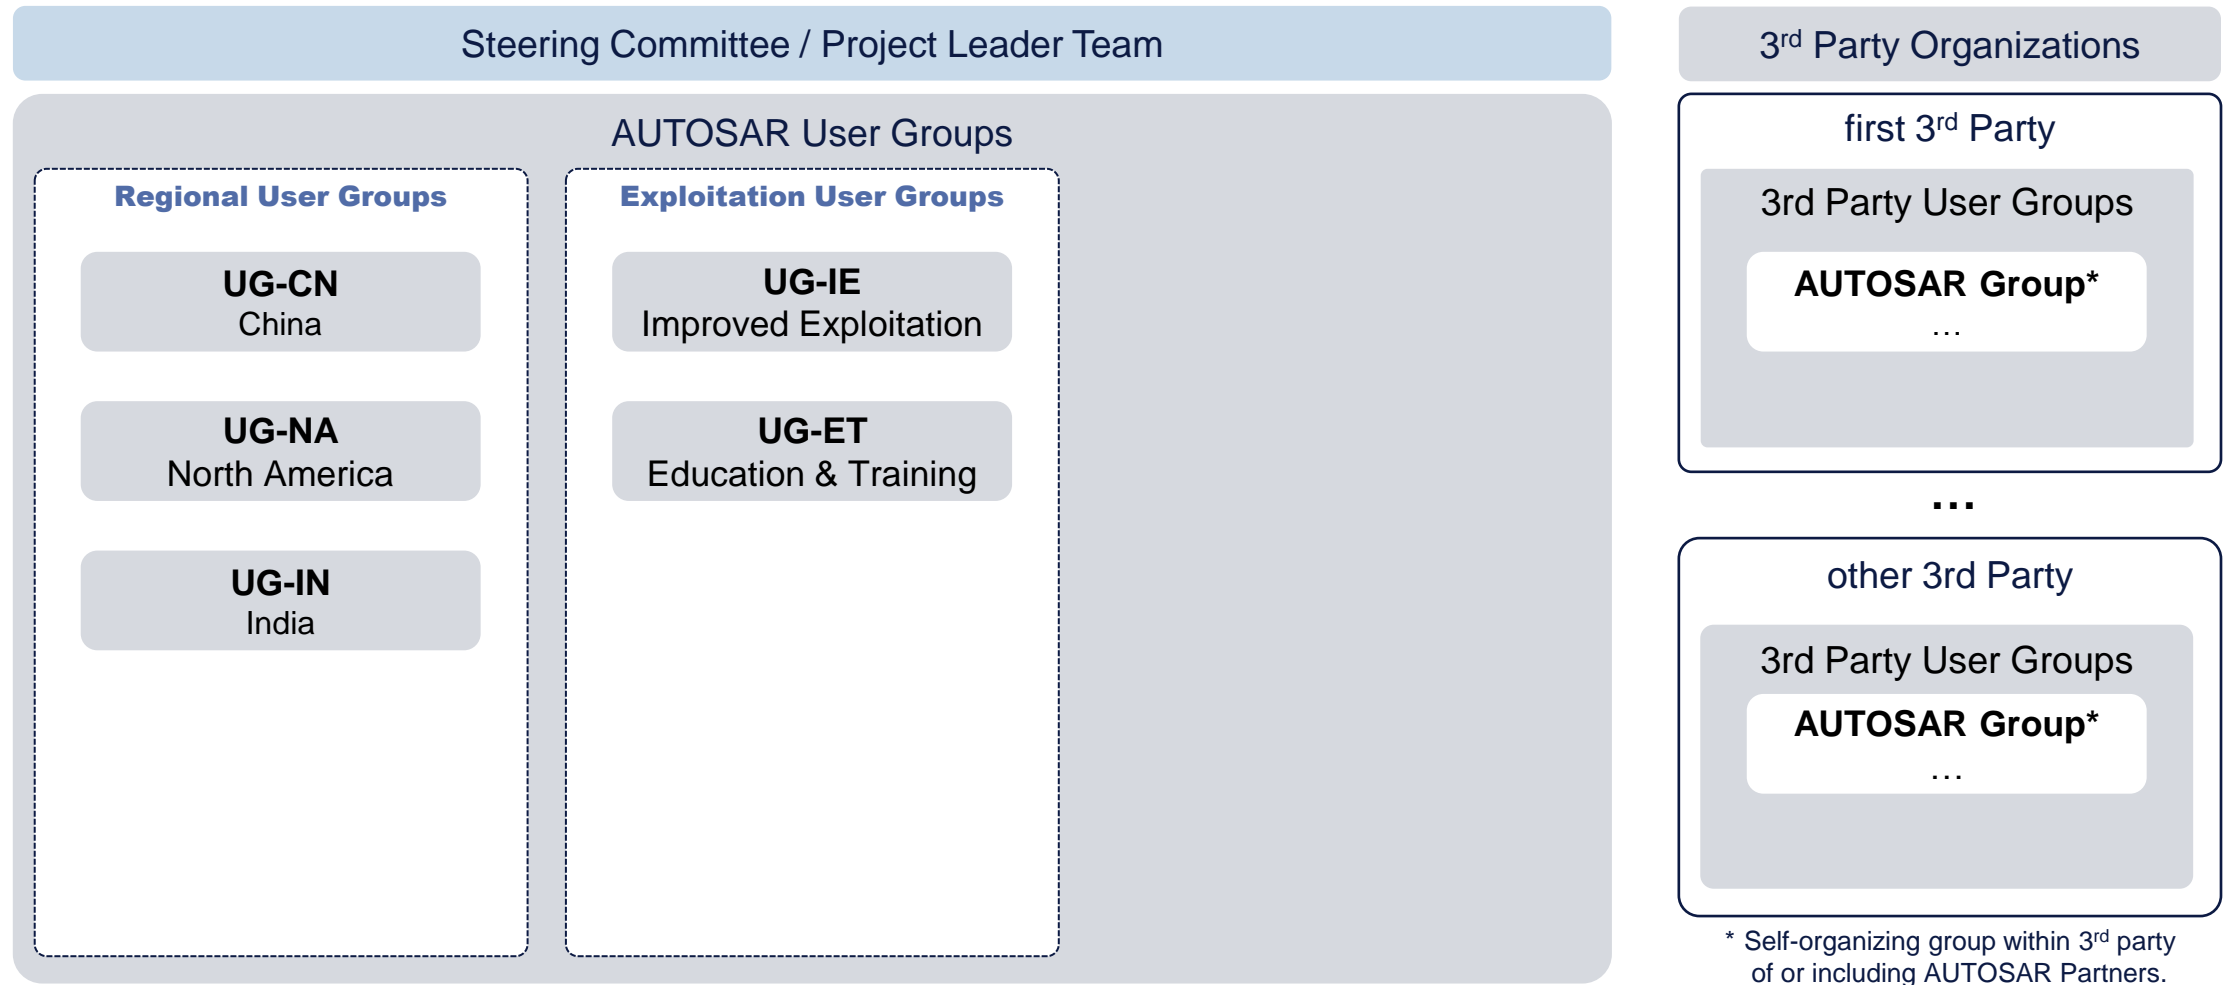 Steering Committee / Project Leader Team
AUTOSAR User Groups
Regional User Groups
UG-CN
China
UG-NA
North America
UG-IN
India
Exploitation User Groups
UG-IE
Improved Exploitation
UG-ET
Education & Training
3rd Party Organizations
first 3rd Party
3rd Party User Groups
AUTOSAR Group*
…
...
other 3rd Party
3rd Party User Groups
AUTOSAR Group*
…
* Self-organizing group within 3rd party
of or including AUTOSAR Partners.